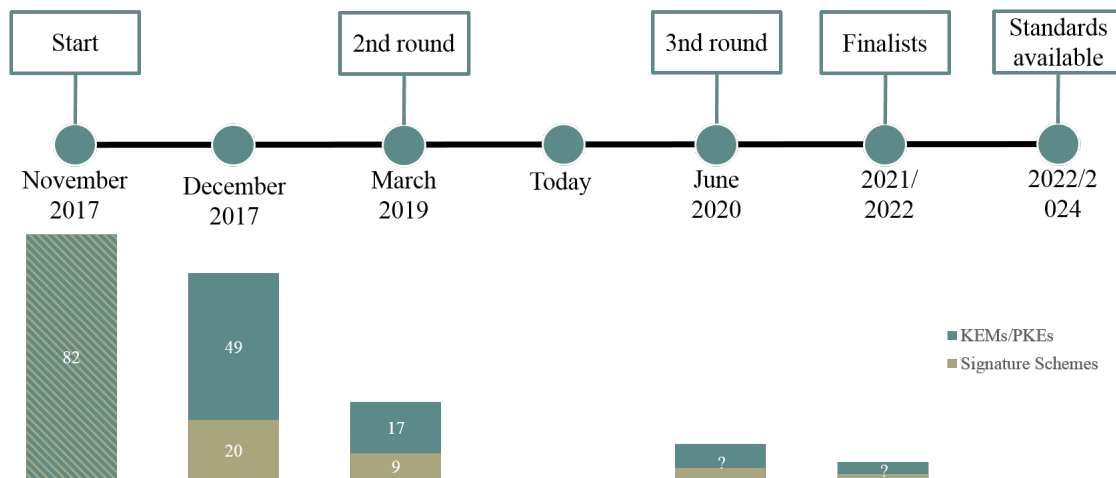 Start
2nd round
3nd round
Finalists
Standards
available
November
2017
December
2017
March
2019
Today
June
2020
2021/
2022
2022/2
024
82
49
20
17
9
?
?
KEMs/PKEs
Signature Schemes